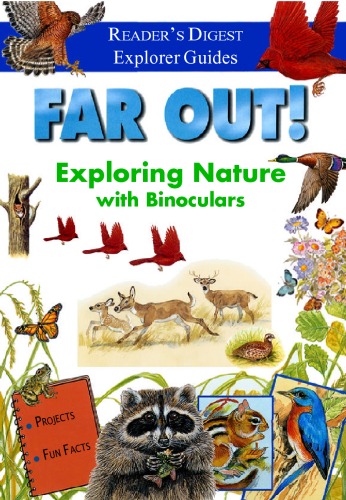 READER'S DIGEST
Explorer Guides
FAR OUT!
Exploring Nature
with Binoculars
• PROJECTS
• FUN FACTS